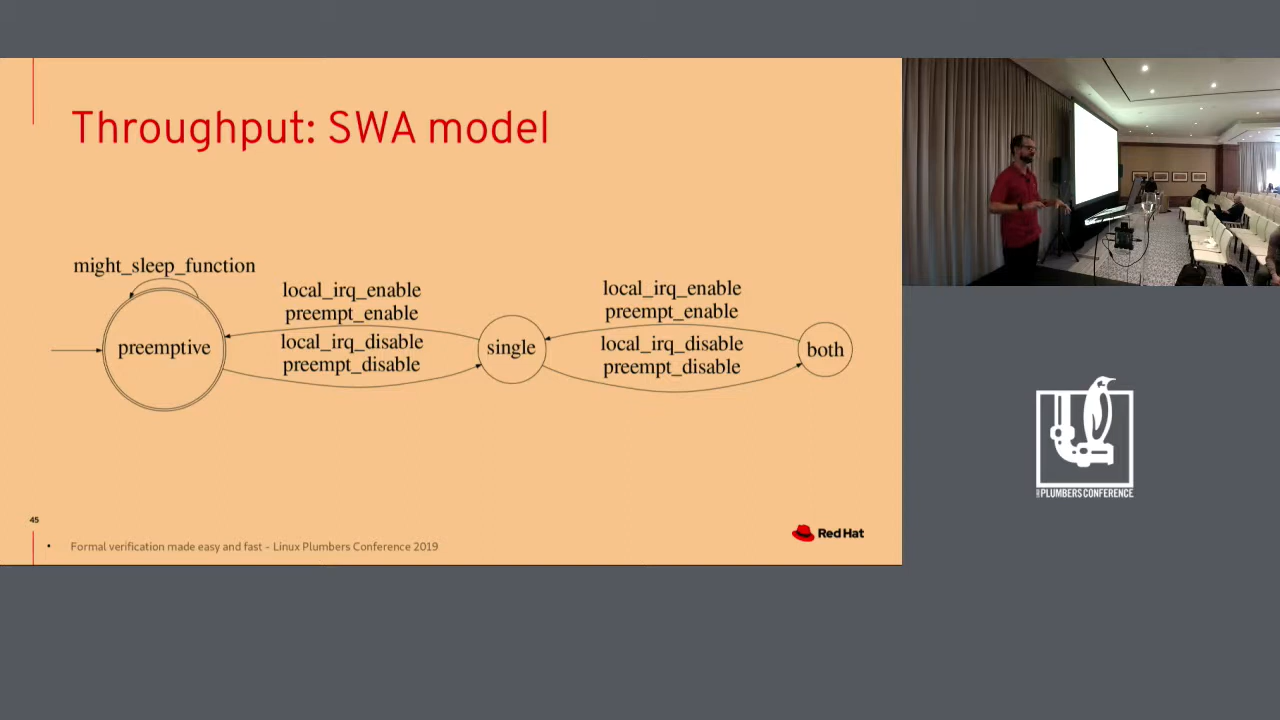 Throughput: SWA model
might_sleep_function
local_irq_enable
preempt_enable
local_irq_disable
preempt_disable
local_irq_enable
preempt_enable
local_irq_disable
preempt_disable
preemptive
single
both
45
Formal verification made easy and fast - Linux Plumbers Conference 2019
Red Hat
PLUMBERS CONFERENCE